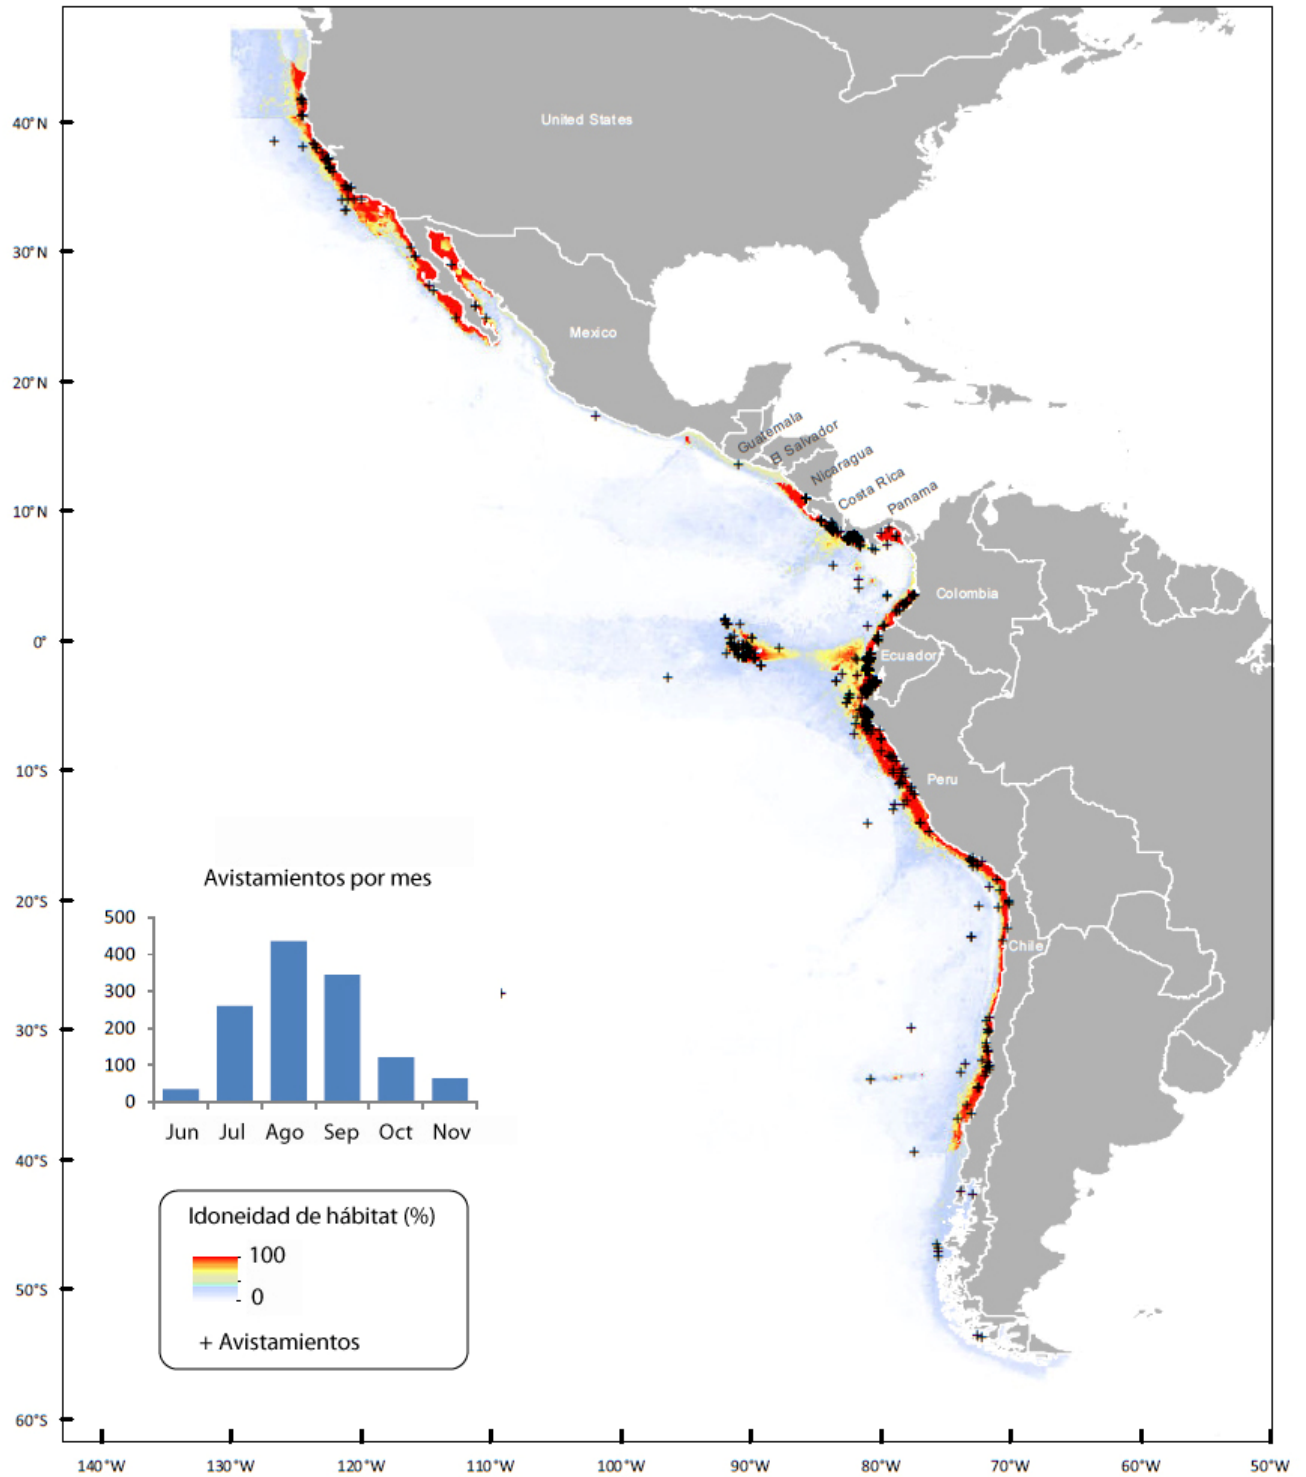 40°N
30°N
20°N
10°N
0°
10°S
20°S
30°S
40°S
50°S
60°S
140°W
130°W
120°W
110°W
100°W
90°W
80°W
70°W
60°W
50°W
United States
Mexico
Guatemala
El Salvador
Nicaragua
Costa Rica
Panama
Colombia
Ecuador
Peru
Chile
Avistamientos por mes
500
400
300
200
100
0
Jun Jul Ago Sep Oct Nov
Idoneidad de hábitat (%)
100
0
+ Avistamientos